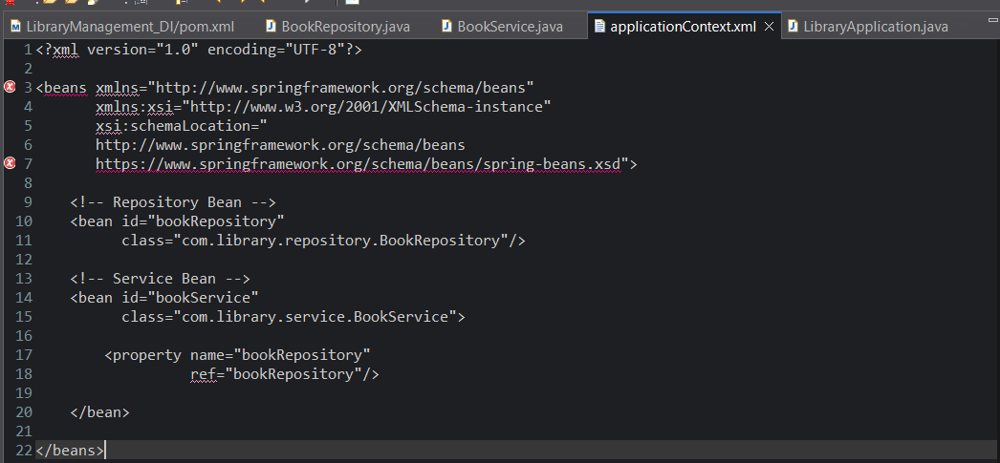 LibraryManagement_DI/pom.xml BookRepository.java BookService.java applicationContext.xml LibraryApplication.java
1 <?xml version="1.0" encoding="UTF-8"?>
2
3 <beans xmlns="http://www.springframework.org/schema/beans"
4 xmlns:xsi="http://www.w3.org/2001/XMLSchema-instance"
5 xsi:schemaLocation="
6 http://www.springframework.org/schema/beans
7 https://www.springframework.org/schema/beans/spring-beans.xsd">
8
9 <!-- Repository Bean -->
10 <bean id="bookRepository"
11 class="com.library.repository.BookRepository"/>
12
13 <!-- Service Bean -->
14 <bean id="bookService"
15 class="com.library.service.BookService">
16
17 <property name="bookRepository"
18 ref="bookRepository"/>
19
20 </bean>
21
22 </beans>